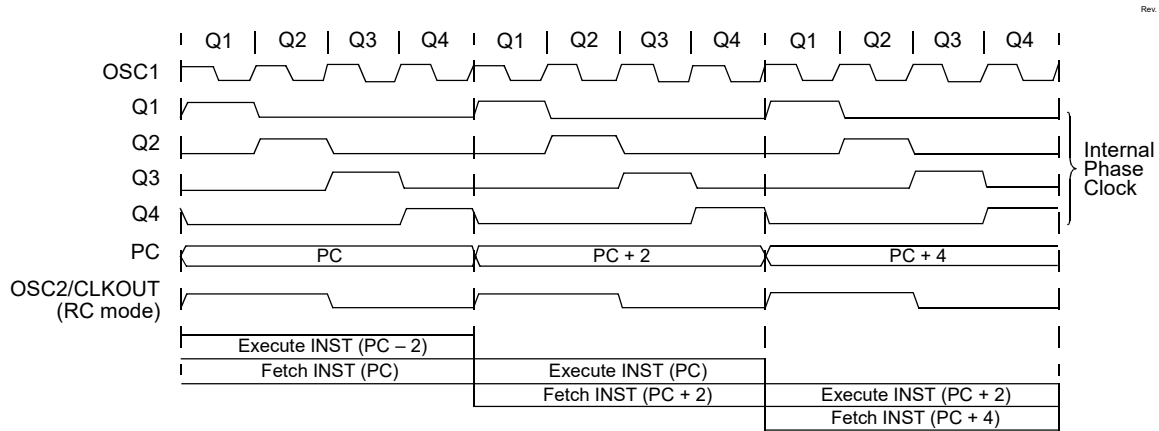 Rev.
Q1 Q2 Q3 Q4 Q1 Q2 Q3 Q4 Q1 Q2 Q3 Q4
OSC1
Q1
Q2
Q3
Q4
Internal
Phase
Clock
PC PC PC + 2 PC + 4
OSC2/CLKOUT
(RC mode)
Execute INST (PC – 2)
Fetch INST (PC) Execute INST (PC)
Fetch INST (PC + 2) Execute INST (PC + 2)
Fetch INST (PC + 4)